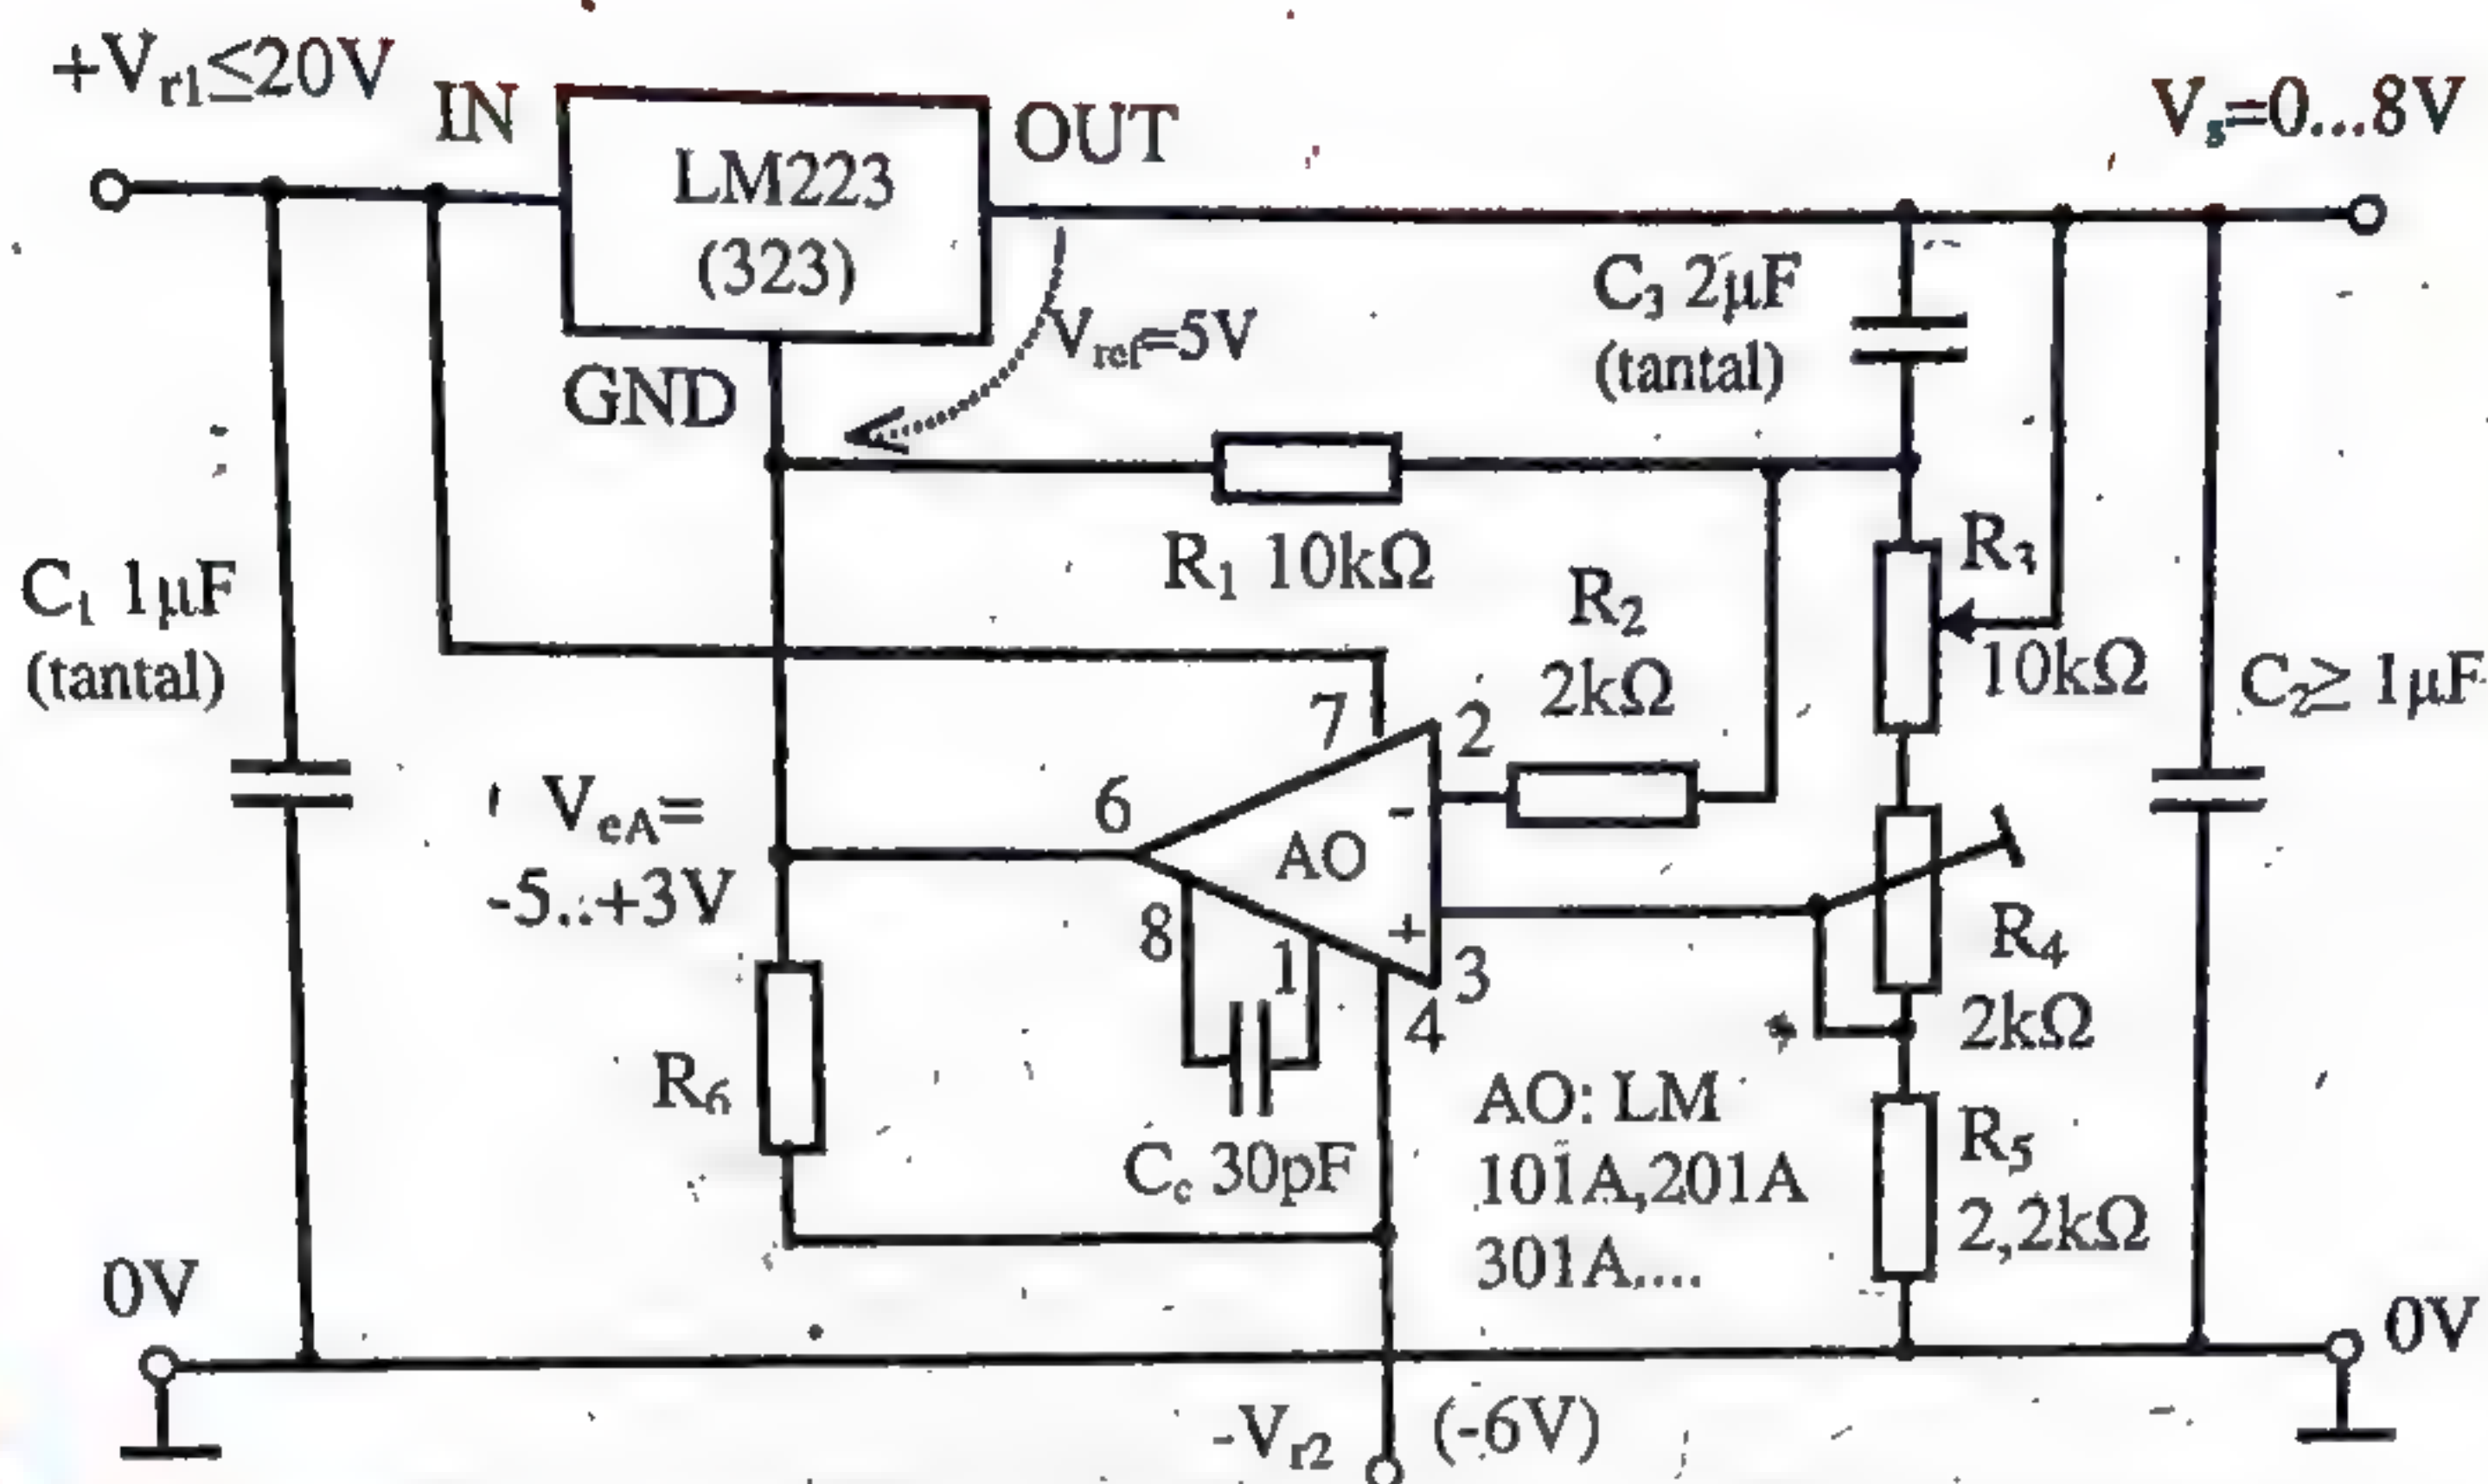 +Vr1≤20V
IN
LM223
(323)
OUT
Vs=0...8V
Vref=5V
GND
C3 2µF
(tantal)
R1 10kΩ
R2
2kΩ
R3
10kΩ
C1 1µF
(tantal)
C2≥ 1µF
7
2
6
-
AO
+
8
1
3
4
VeA=
-5..+3V
R4
2kΩ
R6
Cc 30pF
AO: LM
101A,201A
301A....
R5
2,2kΩ
0V
0V
-Vr2
(-6V)